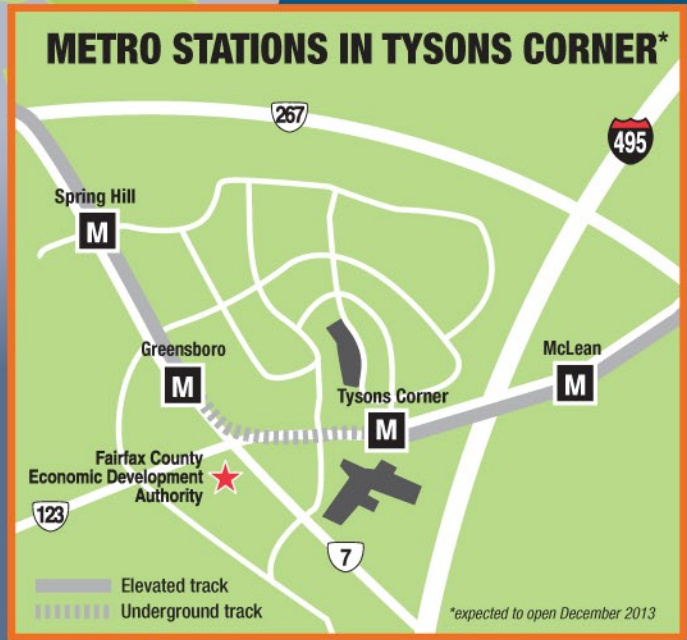 METRO STATIONS IN TYSONS CORNER*
267
495
Spring Hill
M
Greensboro
M
McLean
M
Tysons Corner
M
Fairfax County
Economic Development
Authority
123
7
Elevated track
Underground track
*expected to open December 2013